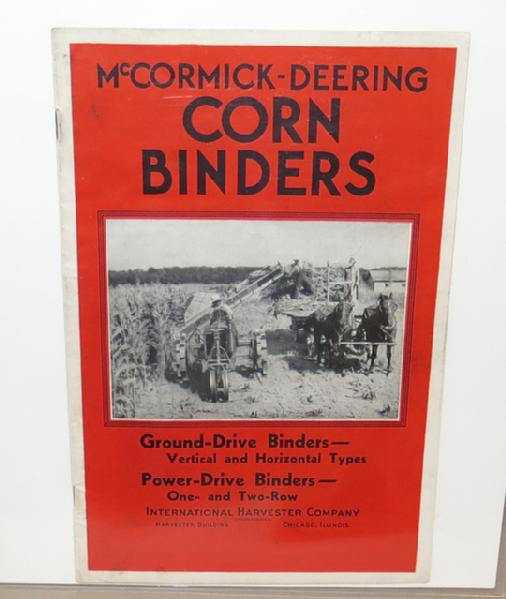 McCORMICK-DEERING
CORN
BINDERS
Ground-Drive Binders—
Vertical and Horizontal Types
Power-Drive Binders—
One- and Two-Row
INTERNATIONAL HARVESTER COMPANY
HARVESTER BUILDING CHICAGO, ILLINOIS